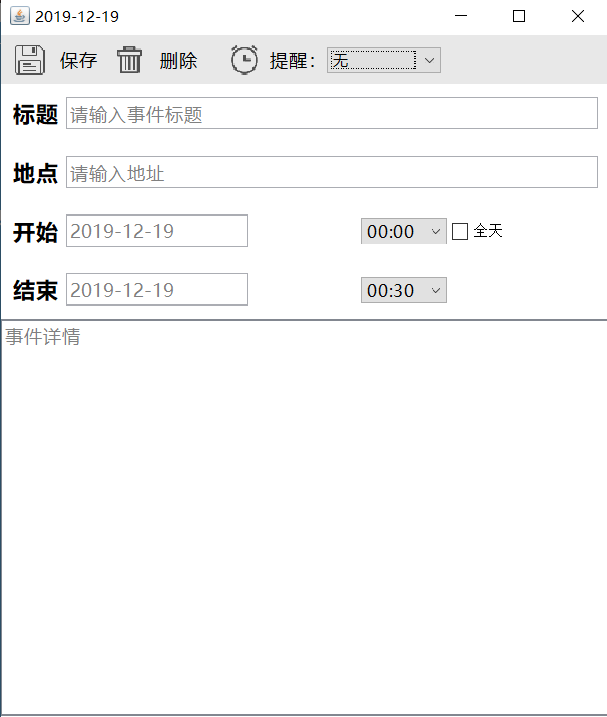 2019-12-19
保存 删除 提醒： 无
标题 请输入事件标题
地点 请输入地址
开始 2019-12-19 00:00 全天
结束 2019-12-19 00:30
事件详情